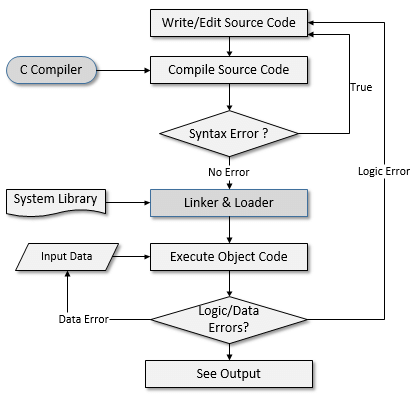 Write/Edit Source Code
C Compiler
Compile Source Code
True
Syntax Error ?
No Error
Logic Error
System Library
Linker & Loader
Input Data
Execute Object Code
Logic/Data
Errors?
Data Error
See Output